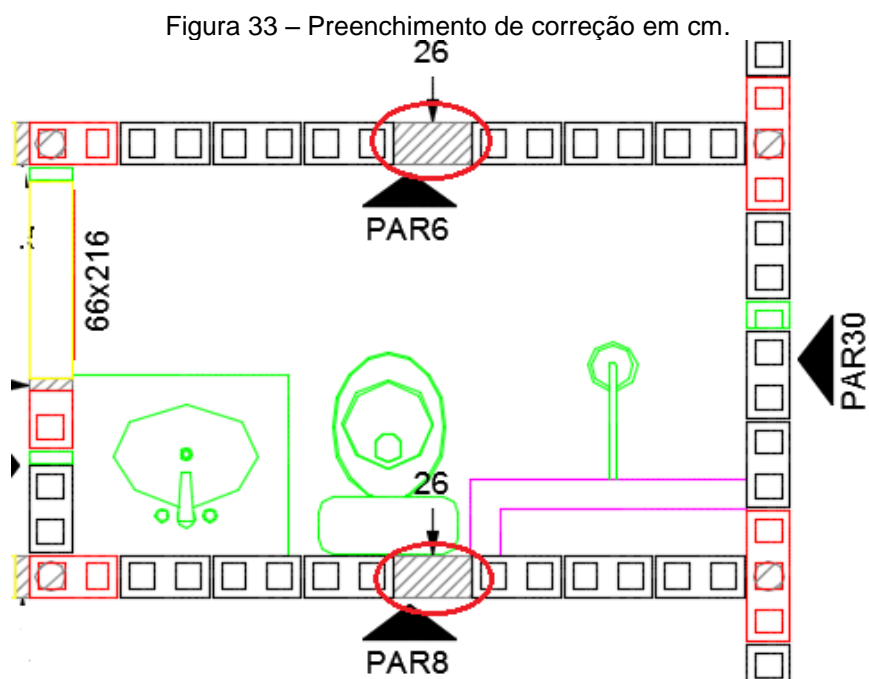 Figura 33 – Preenchimento de correção em cm.
26
PAR6
66x216
PAR30
26
PAR8